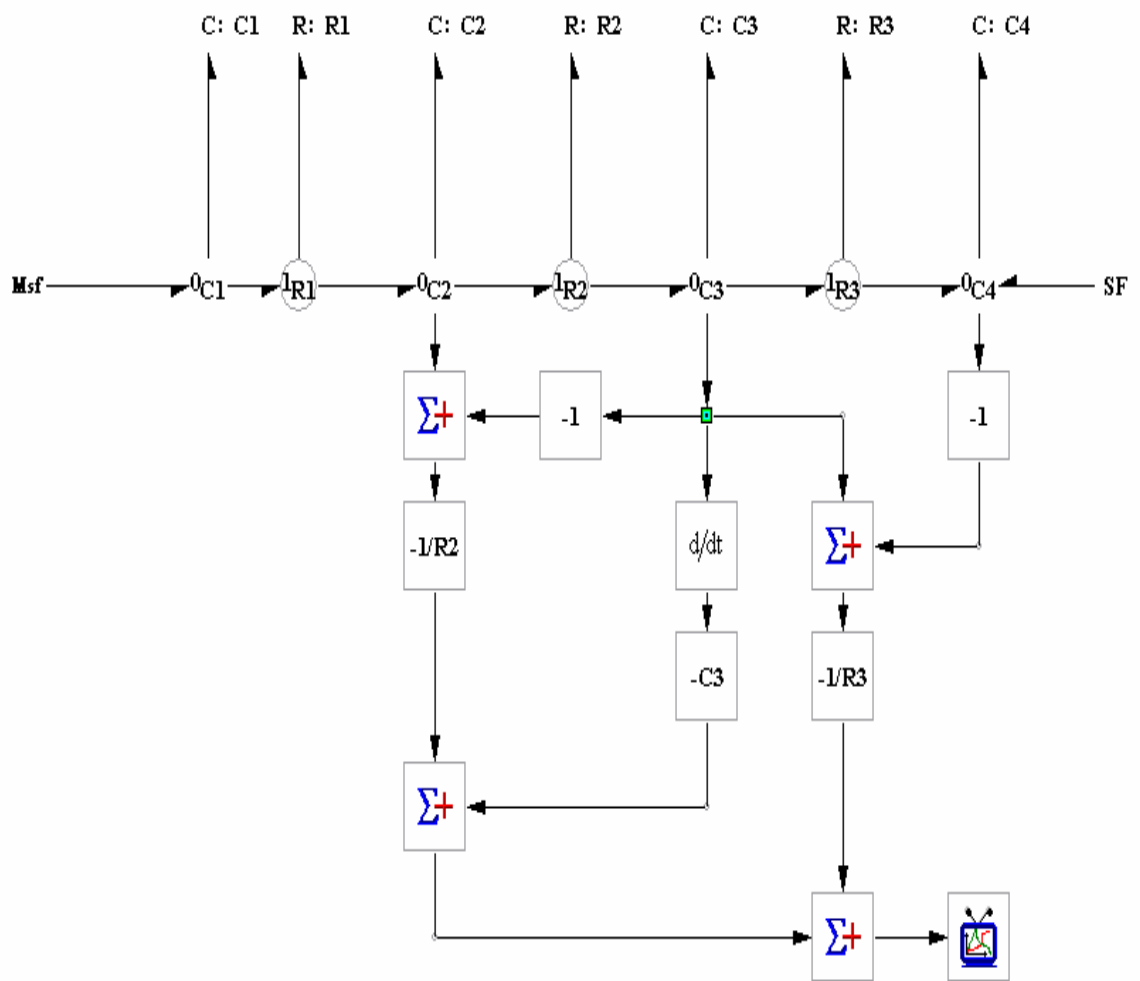 C: C1 R: R1 C: C2 R: R2 C: C3 R: R3 C: C4
Msf 0C1 1R1 0C2 1R2 0C3 1R3 0C4 SF
Σ+ -1 -1
-1/R2 d/dt Σ+
-C3 -1/R3
Σ+
Σ+